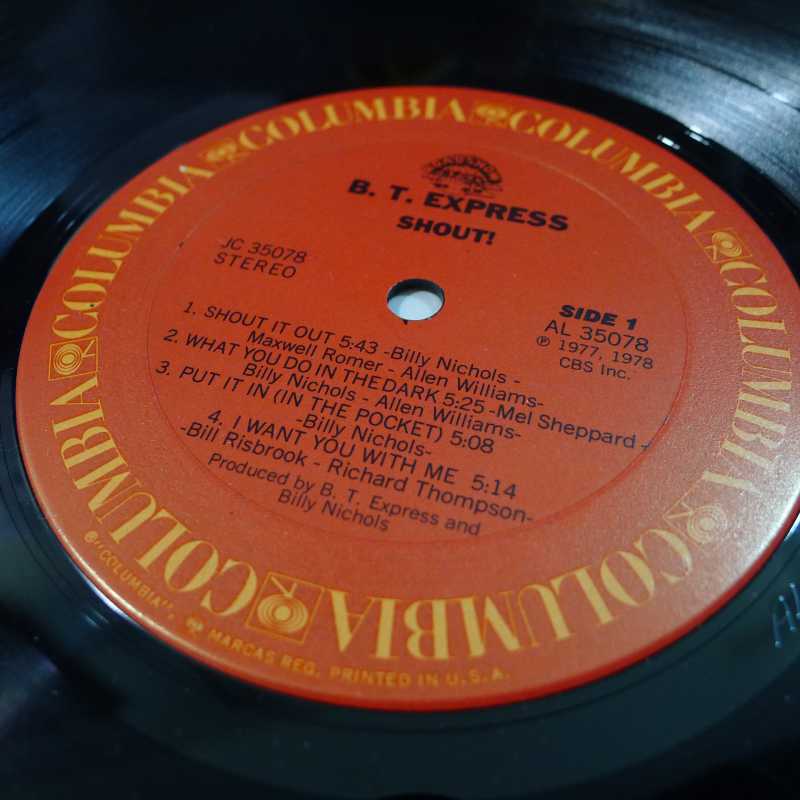 COLUMBIA COLUMBIA COLUMBIA COLUMBIA COLUMBIA COLUMBIA COLUMBIA
B. T. EXPRESS
SHOUT!
JC 35078
STEREO
SIDE 1
AL 35078
℗ 1977, 1978
CBS Inc.
1. SHOUT IT OUT 5:43 -Billy Nichols -
Maxwell Romer - Allen Williams-
2. WHAT YOU DO IN THE DARK 5:25 -Mel Sheppard -
Billy Nichols - Allen Williams-
3. PUT IT IN (IN THE POCKET) 5:08
-Billy Nichols-
4. I WANT YOU WITH ME 5:14
-Bill Risbrook - Richard Thompson-
Produced by B. T. Express and
Billy Nichols
®"COLUMBIA", MARCAS REG. PRINTED IN U.S.A.